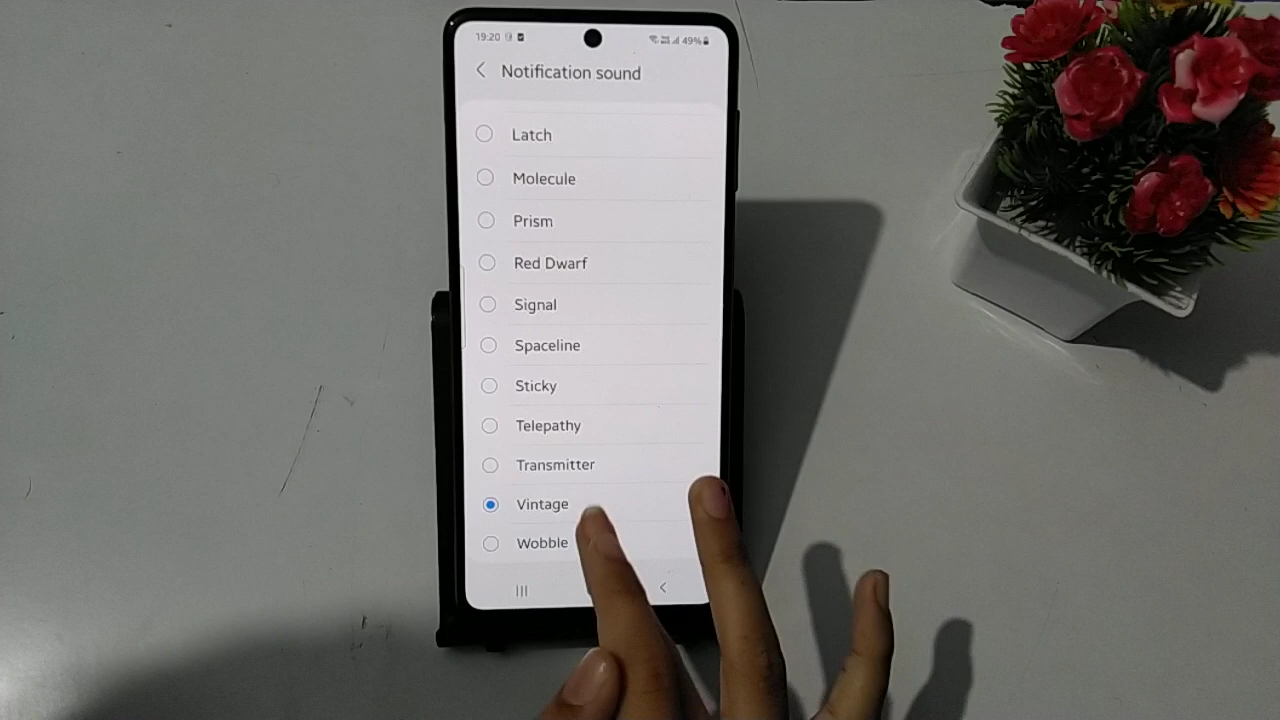 19:20 49%
Notification sound
Latch
Molecule
Prism
Red Dwarf
Signal
Spaceline
Sticky
Telepathy
Transmitter
Vintage
Wobble